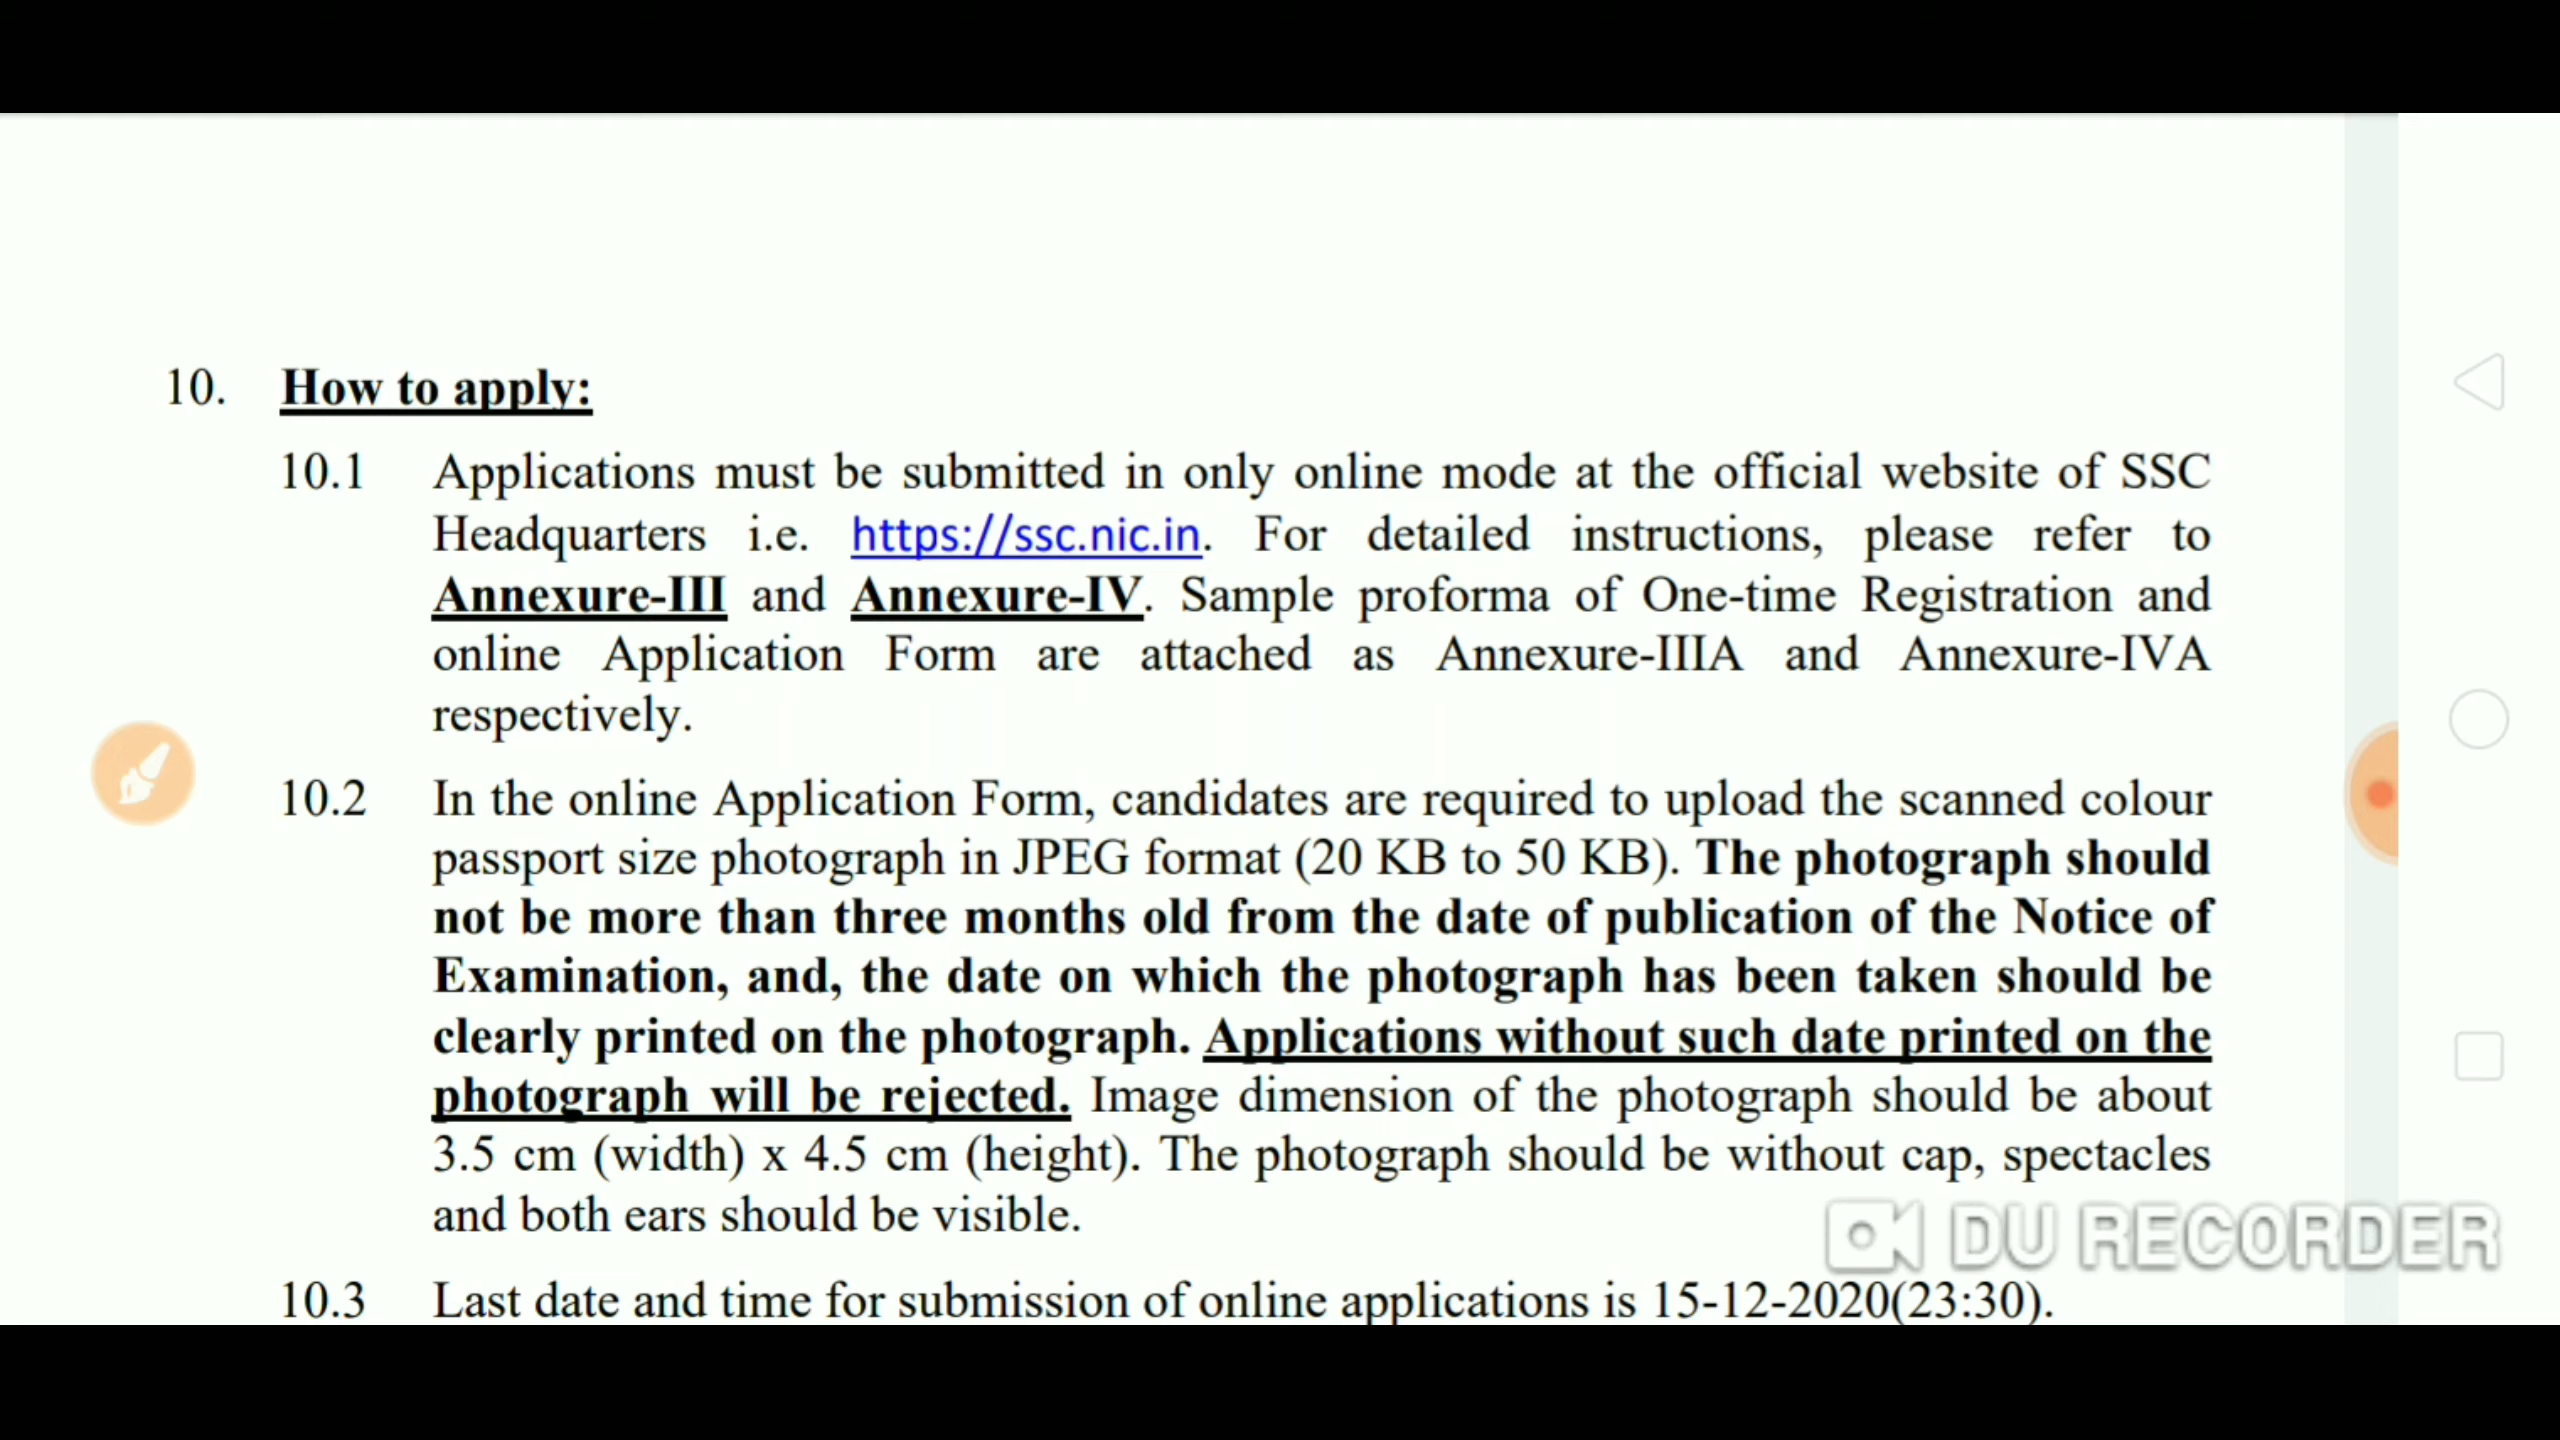 10. How to apply:
10.1 Applications must be submitted in only online mode at the official website of SSC
Headquarters i.e. https://ssc.nic.in. For detailed instructions, please refer to
Annexure-III and Annexure-IV. Sample proforma of One-time Registration and
online Application Form are attached as Annexure-IIIA and Annexure-IVA
respectively.
10.2 In the online Application Form, candidates are required to upload the scanned colour
passport size photograph in JPEG format (20 KB to 50 KB). The photograph should
not be more than three months old from the date of publication of the Notice of
Examination, and, the date on which the photograph has been taken should be
clearly printed on the photograph. Applications without such date printed on the
photograph will be rejected. Image dimension of the photograph should be about
3.5 cm (width) x 4.5 cm (height). The photograph should be without cap, spectacles
and both ears should be visible.
DU RECORDER
10.3 Last date and time for submission of online applications is 15-12-2020(23:30).